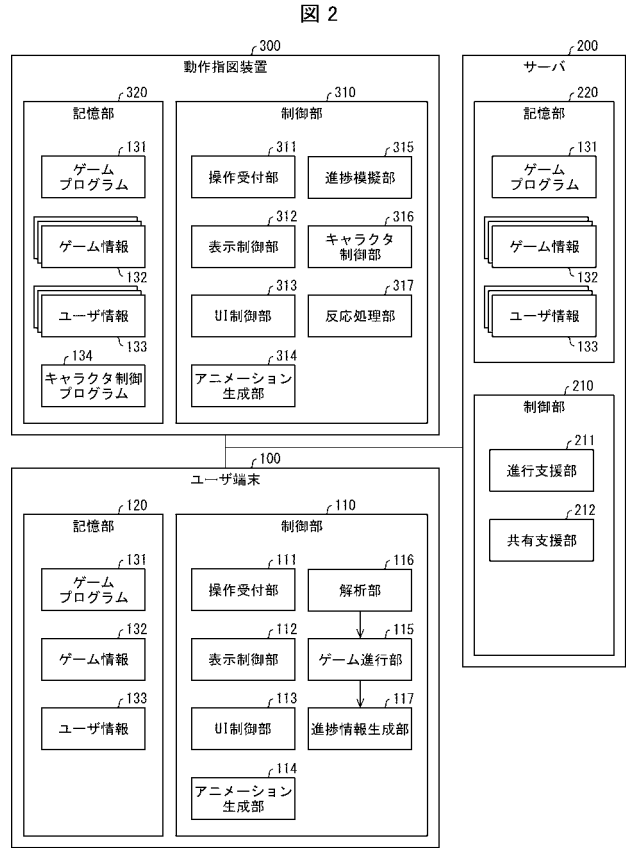 図 2
300
動作指図装置
320
記憶部
131
ゲーム
プログラム
ゲーム情報
132
ユーザ情報
133
134
キャラクタ制御
プログラム
310
制御部
311
操作受付部
315
進捗模擬部
312
表示制御部
316
キャラクタ
制御部
313
UI制御部
317
反応処理部
314
アニメーション
生成部
200
サーバ
220
記憶部
131
ゲーム
プログラム
ゲーム情報
132
ユーザ情報
133
210
制御部
211
進行支援部
212
共有支援部
100
ユーザ端末
120
記憶部
131
ゲーム
プログラム
132
ゲーム情報
133
ユーザ情報
110
制御部
111
操作受付部
116
解析部
112
表示制御部
115
ゲーム進行部
113
UI制御部
117
進捗情報生成部
114
アニメーション
生成部